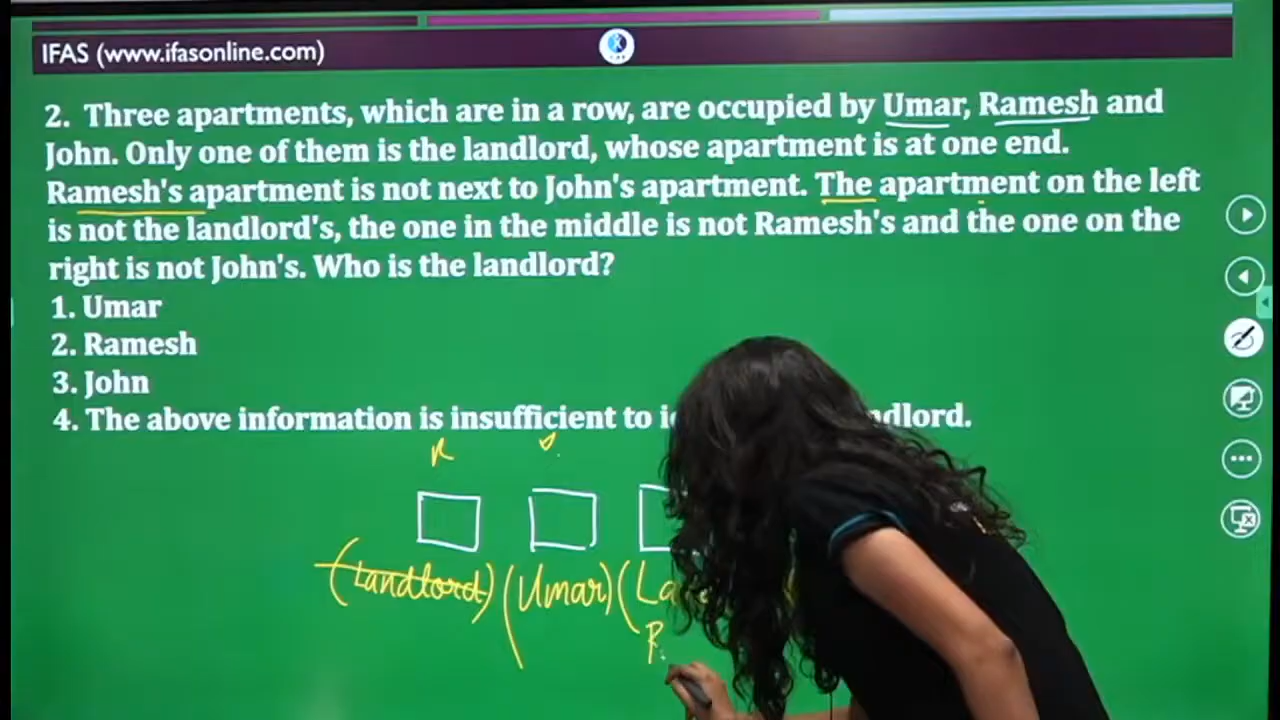 IFAS (www.ifasonline.com)
2. Three apartments, which are in a row, are occupied by Umar, Ramesh and
John. Only one of them is the landlord, whose apartment is at one end.
Ramesh's apartment is not next to John's apartment. The apartment on the left
is not the landlord's, the one in the middle is not Ramesh's and the one on the
right is not John's. Who is the landlord?
1. Umar
2. Ramesh
3. John
4. The above information is insufficient to
landlord.
R
(Landlord) (Umar) (La
R